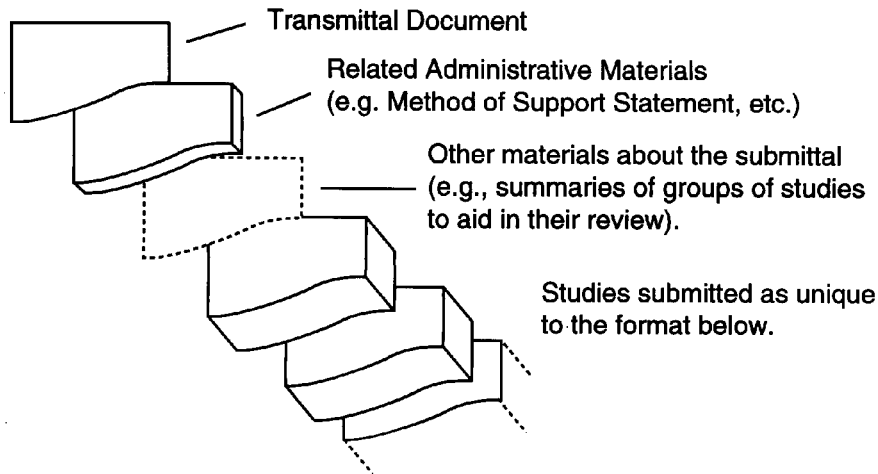 Transmittal Document
Related Administrative Materials
(e.g. Method of Support Statement, etc.)
Other materials about the submittal
(e.g., summaries of groups of studies
to aid in their review).
Studies submitted as unique
to the format below.